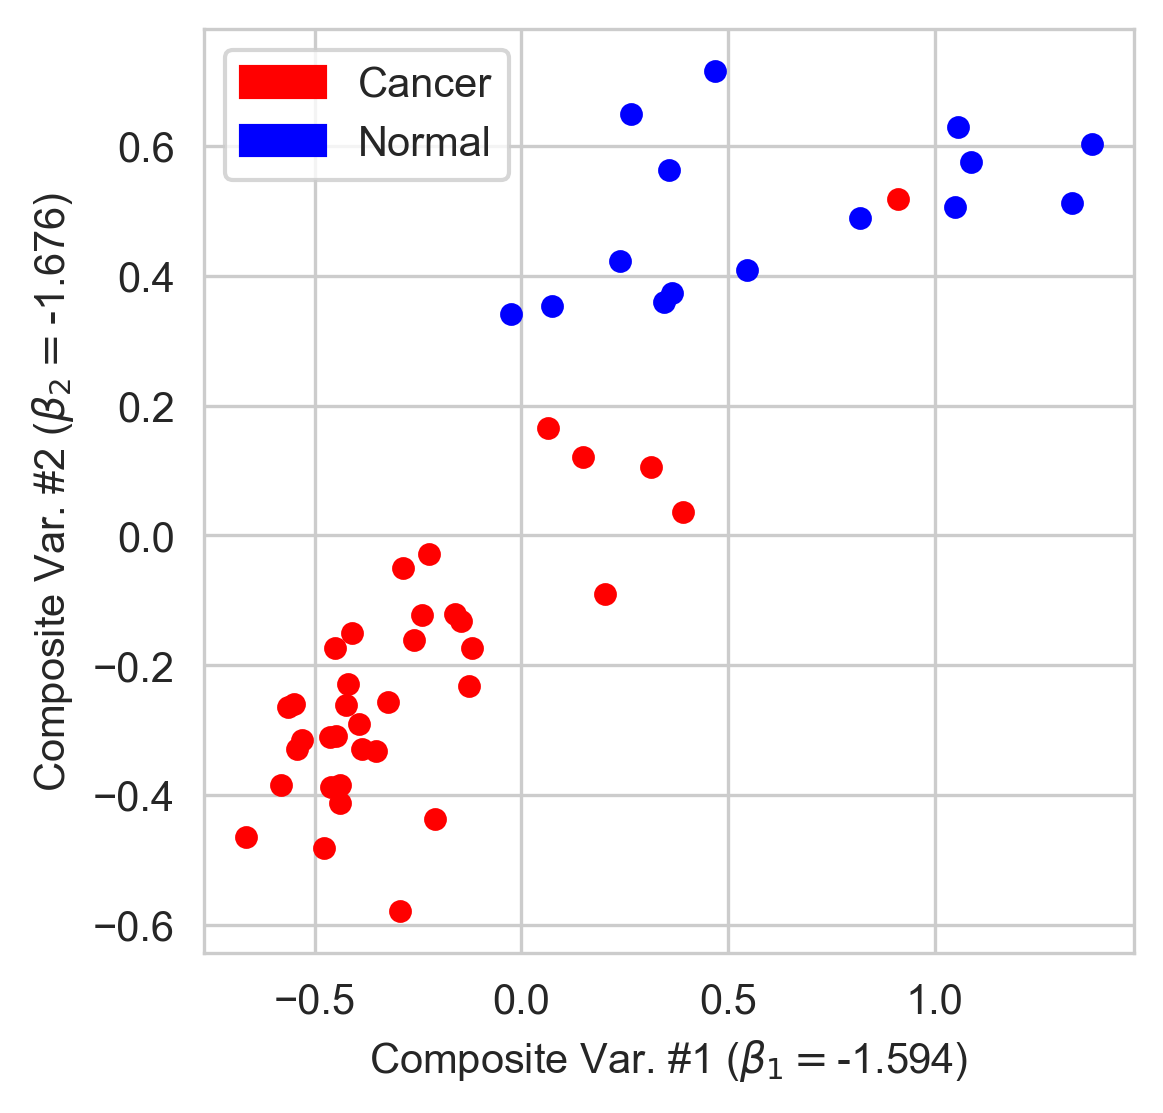 Cancer
Normal
0.6
0.4
0.2
0.0
−0.2
−0.4
−0.6
Composite Var. #2 (β₂ = -1.676)
−0.5 0.0 0.5 1.0
Composite Var. #1 (β₁ = -1.594)